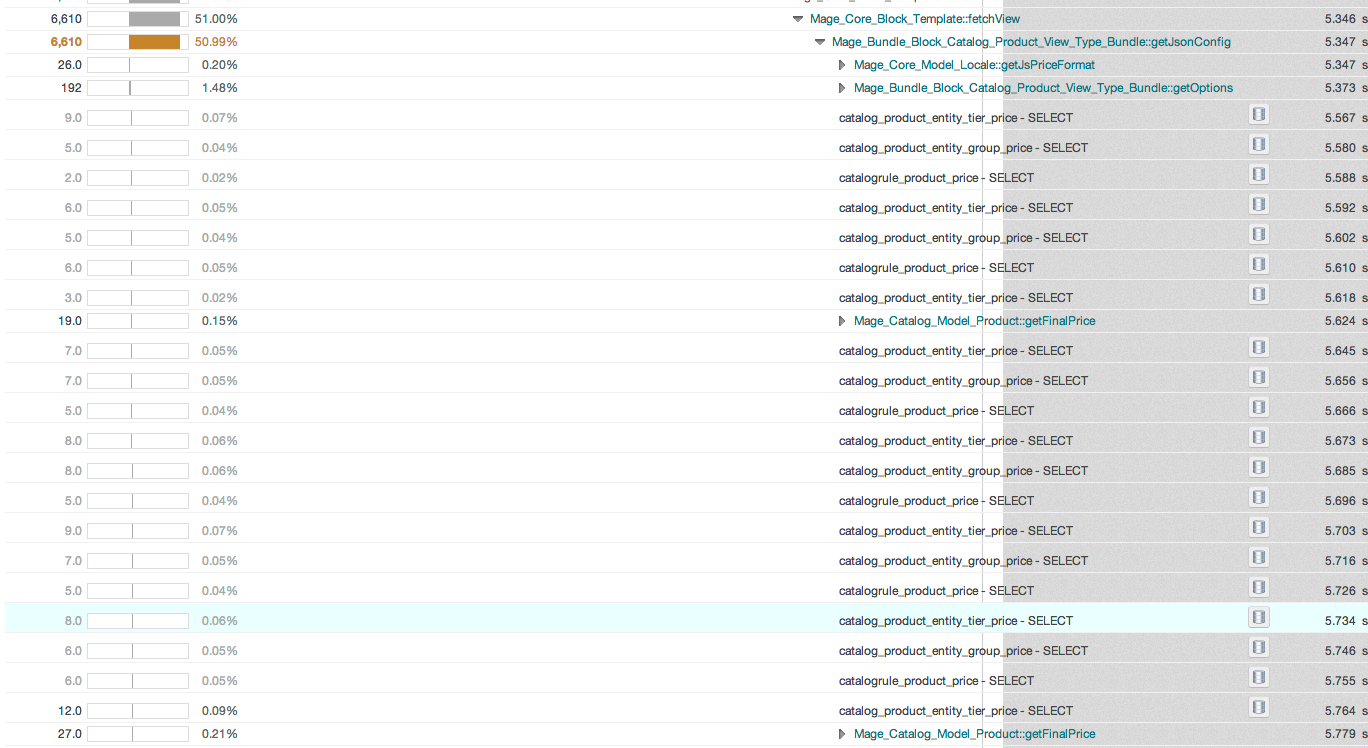 6,610 51.00% Mage_Core_Block_Template::fetchView 5.346 s
6,610 50.99% Mage_Bundle_Block_Catalog_Product_View_Type_Bundle::getJsonConfig 5.347 s
26.0 0.20% Mage_Core_Model_Locale::getJsPriceFormat 5.347 s
192 1.48% Mage_Bundle_Block_Catalog_Product_View_Type_Bundle::getOptions 5.373 s
9.0 0.07% catalog_product_entity_tier_price - SELECT 5.567 s
5.0 0.04% catalog_product_entity_group_price - SELECT 5.580 s
2.0 0.02% catalogrule_product_price - SELECT 5.588 s
6.0 0.05% catalog_product_entity_tier_price - SELECT 5.592 s
5.0 0.04% catalog_product_entity_group_price - SELECT 5.602 s
6.0 0.05% catalogrule_product_price - SELECT 5.610 s
3.0 0.02% catalog_product_entity_tier_price - SELECT 5.618 s
19.0 0.15% Mage_Catalog_Model_Product::getFinalPrice 5.624 s
7.0 0.05% catalog_product_entity_tier_price - SELECT 5.645 s
7.0 0.05% catalog_product_entity_group_price - SELECT 5.656 s
5.0 0.04% catalogrule_product_price - SELECT 5.666 s
8.0 0.06% catalog_product_entity_tier_price - SELECT 5.673 s
8.0 0.06% catalog_product_entity_group_price - SELECT 5.685 s
5.0 0.04% catalogrule_product_price - SELECT 5.696 s
9.0 0.07% catalog_product_entity_tier_price - SELECT 5.703 s
7.0 0.05% catalog_product_entity_group_price - SELECT 5.716 s
5.0 0.04% catalogrule_product_price - SELECT 5.726 s
8.0 0.06% catalog_product_entity_tier_price - SELECT 5.734 s
6.0 0.05% catalog_product_entity_group_price - SELECT 5.746 s
6.0 0.05% catalogrule_product_price - SELECT 5.755 s
12.0 0.09% catalog_product_entity_tier_price - SELECT 5.764 s
27.0 0.21% Mage_Catalog_Model_Product::getFinalPrice 5.779 s